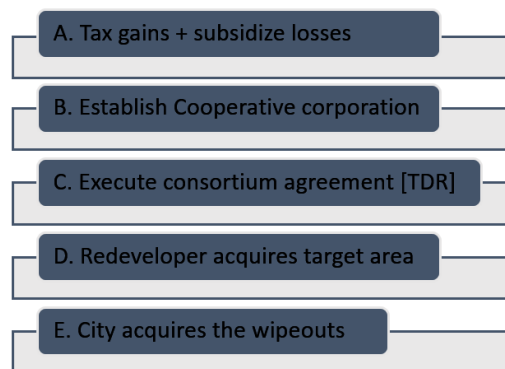 A. Tax gains + subsidize losses
B. Establish Cooperative corporation
C. Execute consortium agreement [TDR]
D. Redeveloper acquires target area
E. City acquires the wipeouts